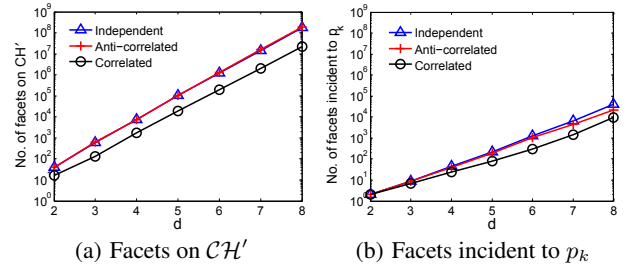 No. of facets on CH'
10^9
10^8
10^7
10^6
10^5
10^4
10^3
10^2
10^1
10^0
Independent
Anti-correlated
Correlated
2 3 4 5 6 7 8
d
(a) Facets on CH′
No. of facets incident to p_k
10^9
10^8
10^7
10^6
10^5
10^4
10^3
10^2
10^1
10^0
Independent
Anti-correlated
Correlated
2 3 4 5 6 7 8
d
(b) Facets incident to p_k